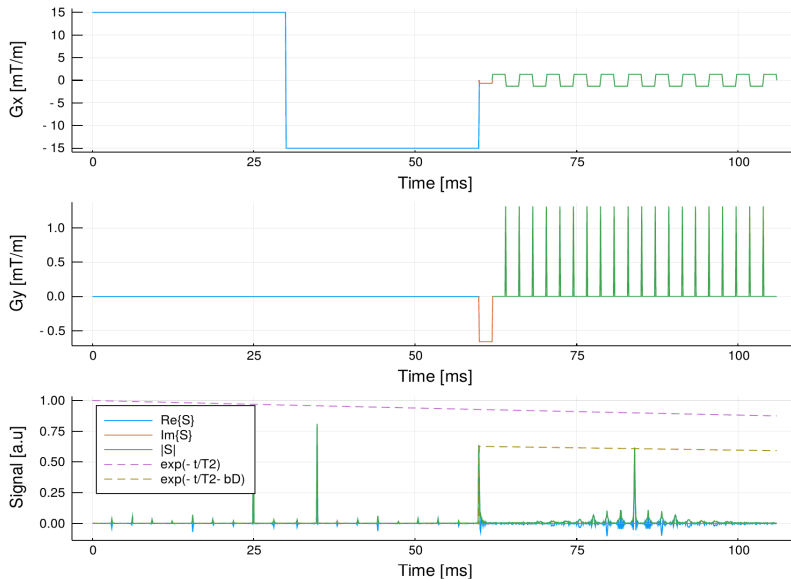 Gx [mT/m]
15
10
5
0
- 5
- 10
- 15
0
25
50
75
100
Time [ms]
Gy [mT/m]
1.0
0.5
0.0
- 0.5
0
25
50
75
100
Time [ms]
Signal [a.u]
1.00
0.75
0.50
0.25
0.00
Re{S}
Im{S}
|S|
exp(- t/T2)
exp(- t/T2- bD)
0
25
50
75
100
Time [ms]